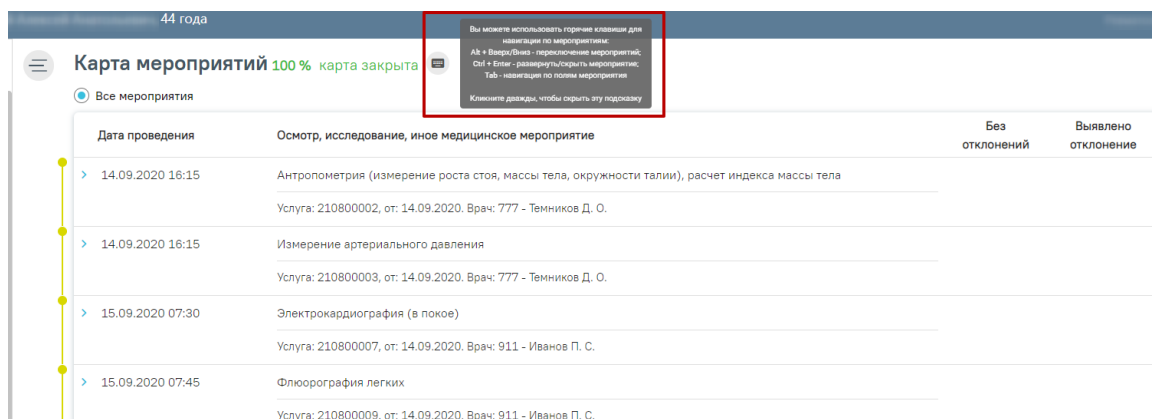 44 года
Вы можете использовать горячие клавиши для
навигации по мероприятиям:
Alt + Вверх/Вниз - переключение мероприятий;
Ctrl + Enter - развернуть/скрыть мероприятие;
Tab - навигация по полям мероприятия
Кликните дважды, чтобы скрыть эту подсказку
Карта мероприятий 100 % карта закрыта
Все мероприятия
Дата проведения Осмотр, исследование, иное медицинское мероприятие Без отклонений Выявлено отклонение
14.09.2020 16:15 Антропометрия (измерение роста стоя, массы тела, окружности талии), расчет индекса массы тела
Услуга: 210800002, от: 14.09.2020. Врач: 777 - Темников Д. О.
14.09.2020 16:15 Измерение артериального давления
Услуга: 210800003, от: 14.09.2020. Врач: 777 - Темников Д. О.
15.09.2020 07:30 Электрокардиография (в покое)
Услуга: 210800007, от: 14.09.2020. Врач: 911 - Иванов П. С.
15.09.2020 07:45 Флюорография легких
Услуга: 210800009, от: 14.09.2020. Врач: 911 - Иванов П. С.